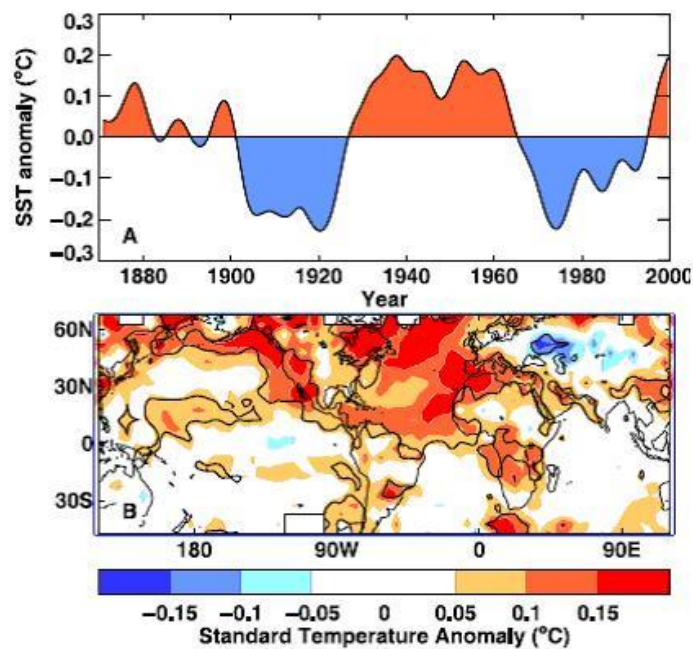 0.3
0.2
0.1
0.0
−0.1
−0.2
−0.3
SST anomaly (°C)
A
1880 1900 1920 1940 1960 1980 2000
Year
60N
30N
0
30S
B
180 90W 0 90E
−0.15 −0.1 −0.05 0 0.05 0.1 0.15
Standard Temperature Anomaly (°C)